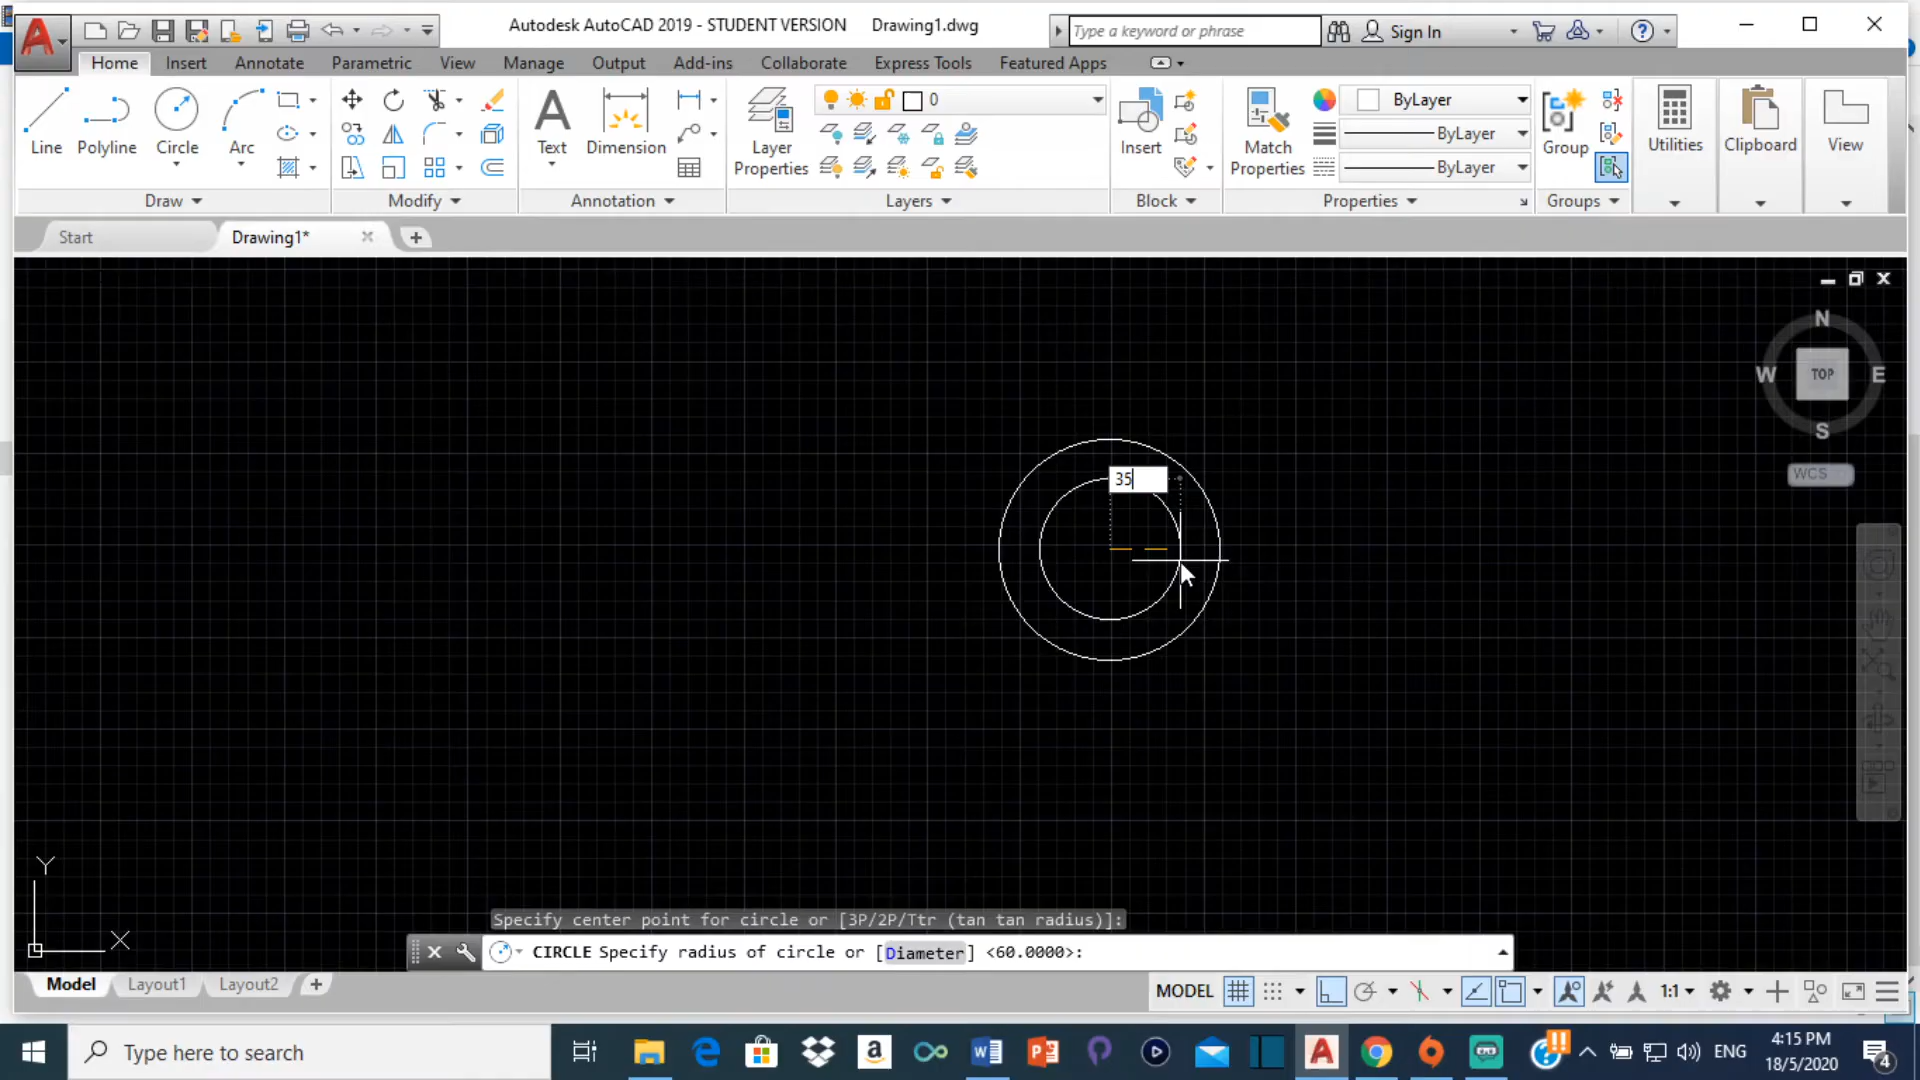 Autodesk AutoCAD 2019 - STUDENT VERSION Drawing1.dwg
Type a keyword or phrase
Sign In
Home Insert Annotate Parametric View Manage Output Add-ins Collaborate Express Tools Featured Apps
Line Polyline Circle Arc
Text Dimension
Layer Properties
0
Insert
Match Properties
ByLayer
ByLayer
ByLayer
Group
Utilities
Clipboard
View
Draw Modify Annotation Layers Block Properties Groups
Start Drawing1*
N
W TOP E
S
WCS
35
Y
X
Specify center point for circle or [3P/2P/Ttr (tan tan radius)]:
CIRCLE Specify radius of circle or [Diameter] <60.0000>:
Model Layout1 Layout2
MODEL 1:1
Type here to search
ENG
4:15 PM
18/5/2020
4